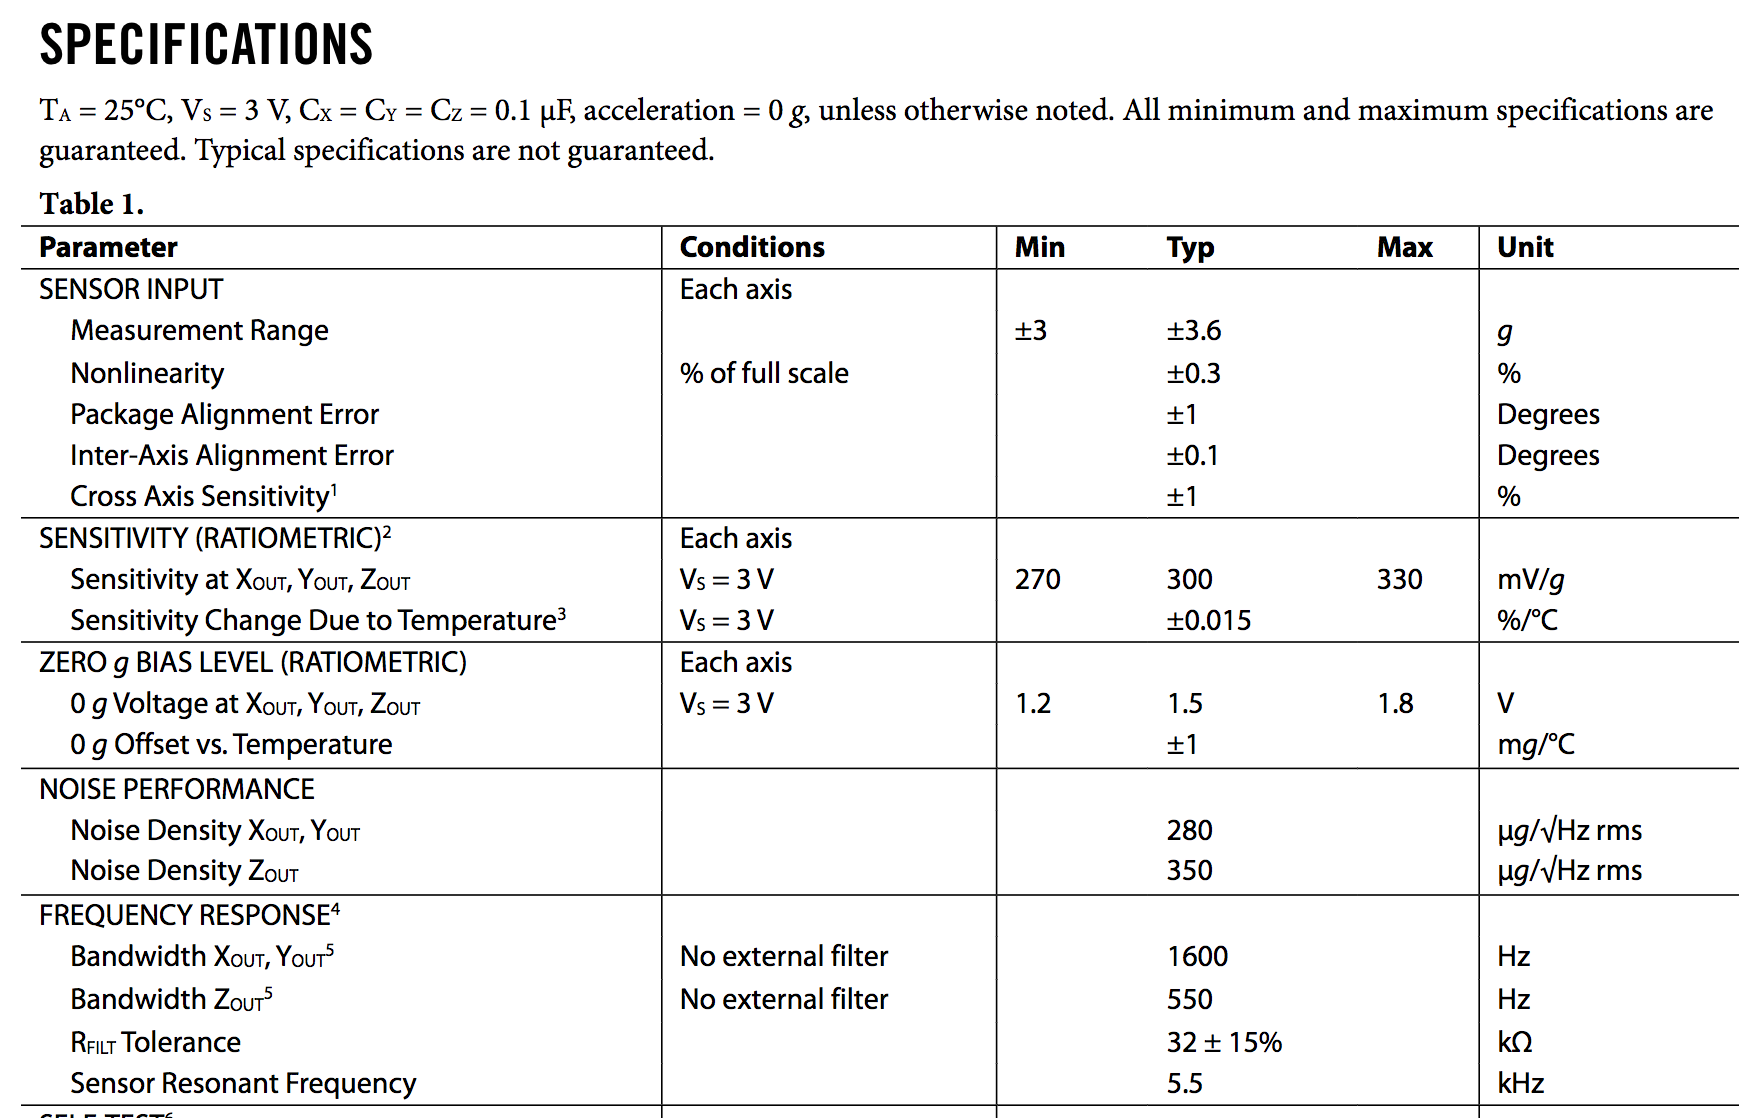 SPECIFICATIONS
TA = 25°C, VS = 3 V, CX = CY = CZ = 0.1 μF, acceleration = 0 g, unless otherwise noted. All minimum and maximum specifications are
guaranteed. Typical specifications are not guaranteed.
Table 1.
Parameter Conditions Min Typ Max Unit
SENSOR INPUT Each axis
Measurement Range ±3 ±3.6 g
Nonlinearity % of full scale ±0.3 %
Package Alignment Error ±1 Degrees
Inter-Axis Alignment Error ±0.1 Degrees
Cross Axis Sensitivity1 ±1 %
SENSITIVITY (RATIOMETRIC)2 Each axis
Sensitivity at XOUT, YOUT, ZOUT VS = 3 V 270 300 330 mV/g
Sensitivity Change Due to Temperature3 VS = 3 V ±0.015 %/°C
ZERO g BIAS LEVEL (RATIOMETRIC) Each axis
0 g Voltage at XOUT, YOUT, ZOUT VS = 3 V 1.2 1.5 1.8 V
0 g Offset vs. Temperature ±1 mg/°C
NOISE PERFORMANCE
Noise Density XOUT, YOUT 280 μg/√Hz rms
Noise Density ZOUT 350 μg/√Hz rms
FREQUENCY RESPONSE4
Bandwidth XOUT, YOUT5 No external filter 1600 Hz
Bandwidth ZOUT5 No external filter 550 Hz
RFILT Tolerance 32 ± 15% kΩ
Sensor Resonant Frequency 5.5 kHz